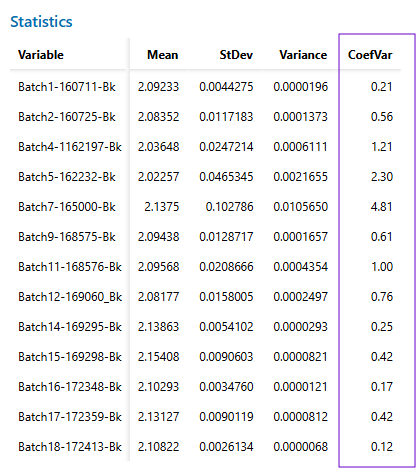 Statistics
Variable Mean StDev Variance CoefVar
Batch1-160711-Bk 2.09233 0.0044275 0.0000196 0.21
Batch2-160725-Bk 2.08352 0.0117183 0.0001373 0.56
Batch4-1162197-Bk 2.03648 0.0247214 0.0006111 1.21
Batch5-162232-Bk 2.02257 0.0465345 0.0021655 2.30
Batch7-165000-Bk 2.1375 0.102786 0.0105650 4.81
Batch9-168575-Bk 2.09438 0.0128717 0.0001657 0.61
Batch11-168576-Bk 2.09568 0.0208666 0.0004354 1.00
Batch12-169060_Bk 2.08177 0.0158005 0.0002497 0.76
Batch14-169295-Bk 2.13863 0.0054102 0.0000293 0.25
Batch15-169298-Bk 2.15408 0.0090603 0.0000821 0.42
Batch16-172348-Bk 2.10293 0.0034760 0.0000121 0.17
Batch17-172359-Bk 2.13127 0.0090119 0.0000812 0.42
Batch18-172413-Bk 2.10822 0.0026134 0.0000068 0.12